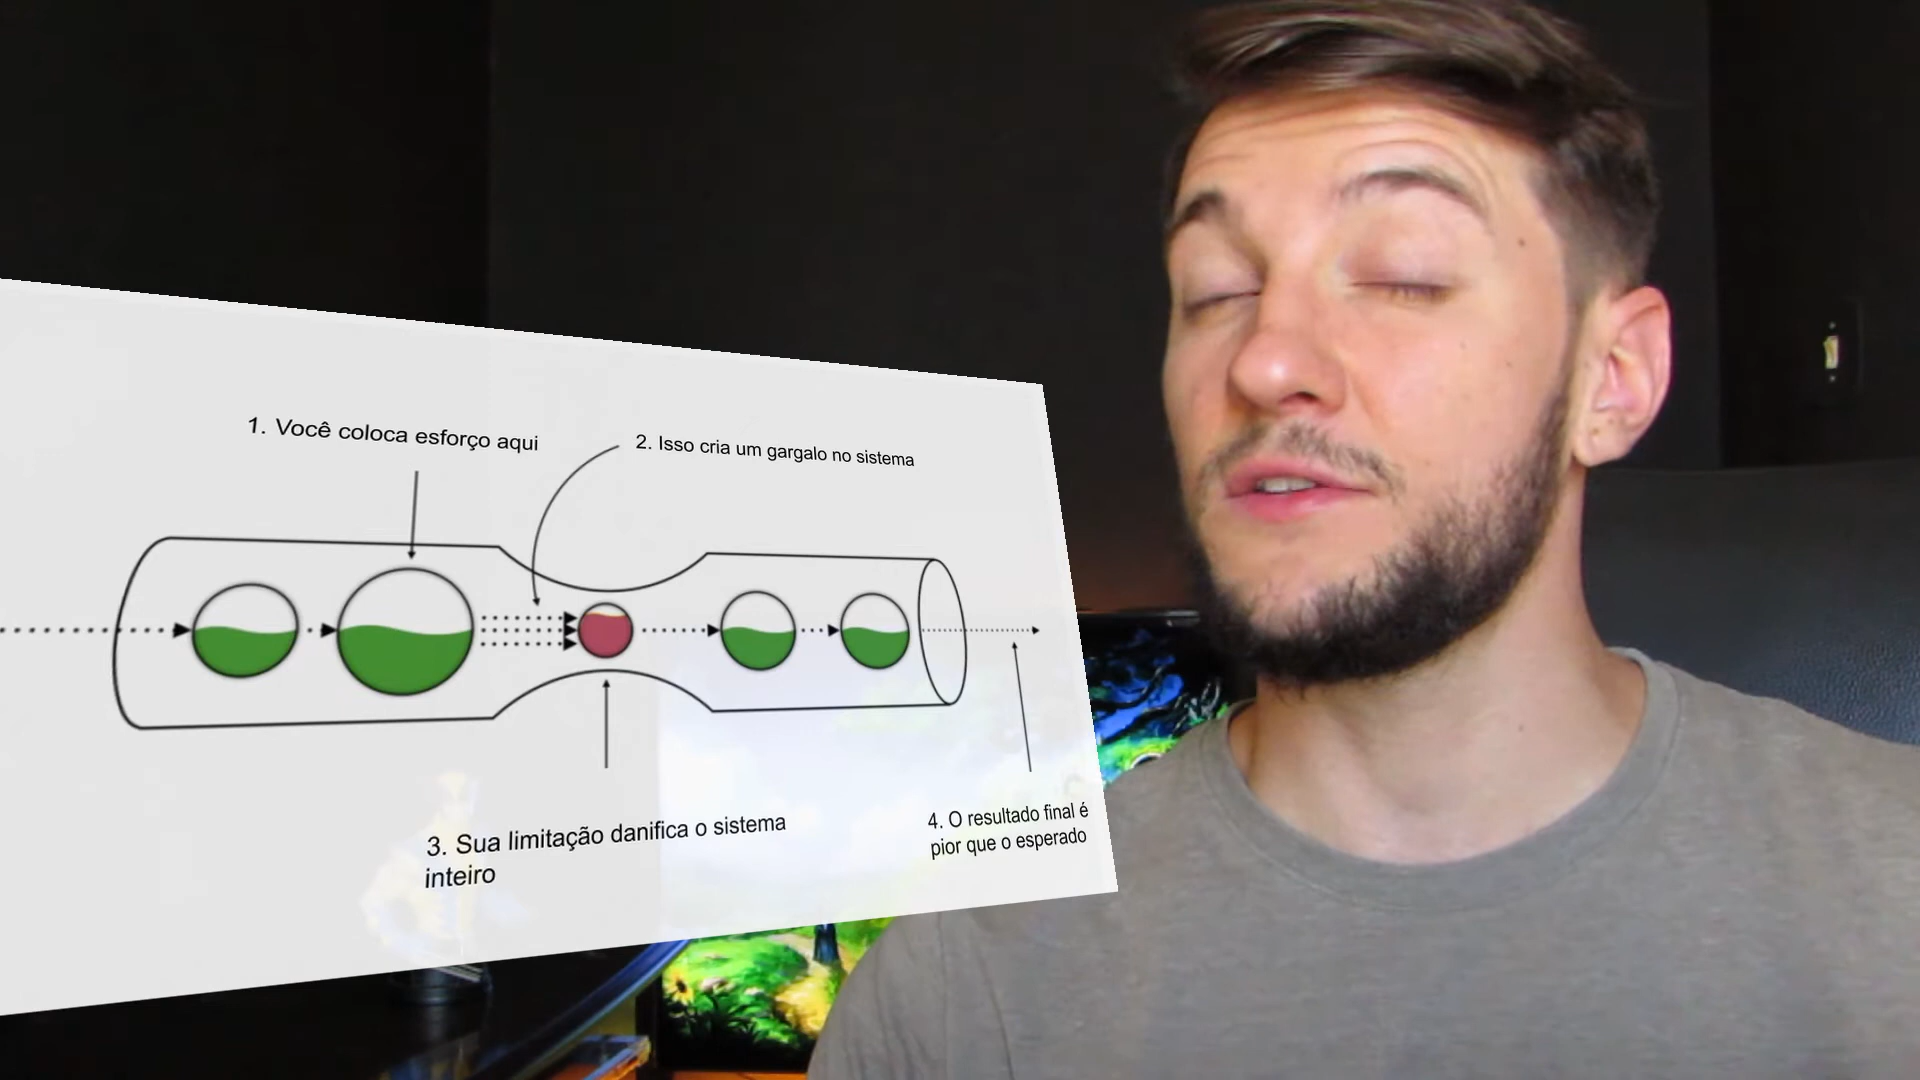 1. Você coloca esforço aqui
2. Isso cria um gargalo no sistema
3. Sua limitação danifica o sistema
inteiro
4. O resultado final é
pior que o esperado